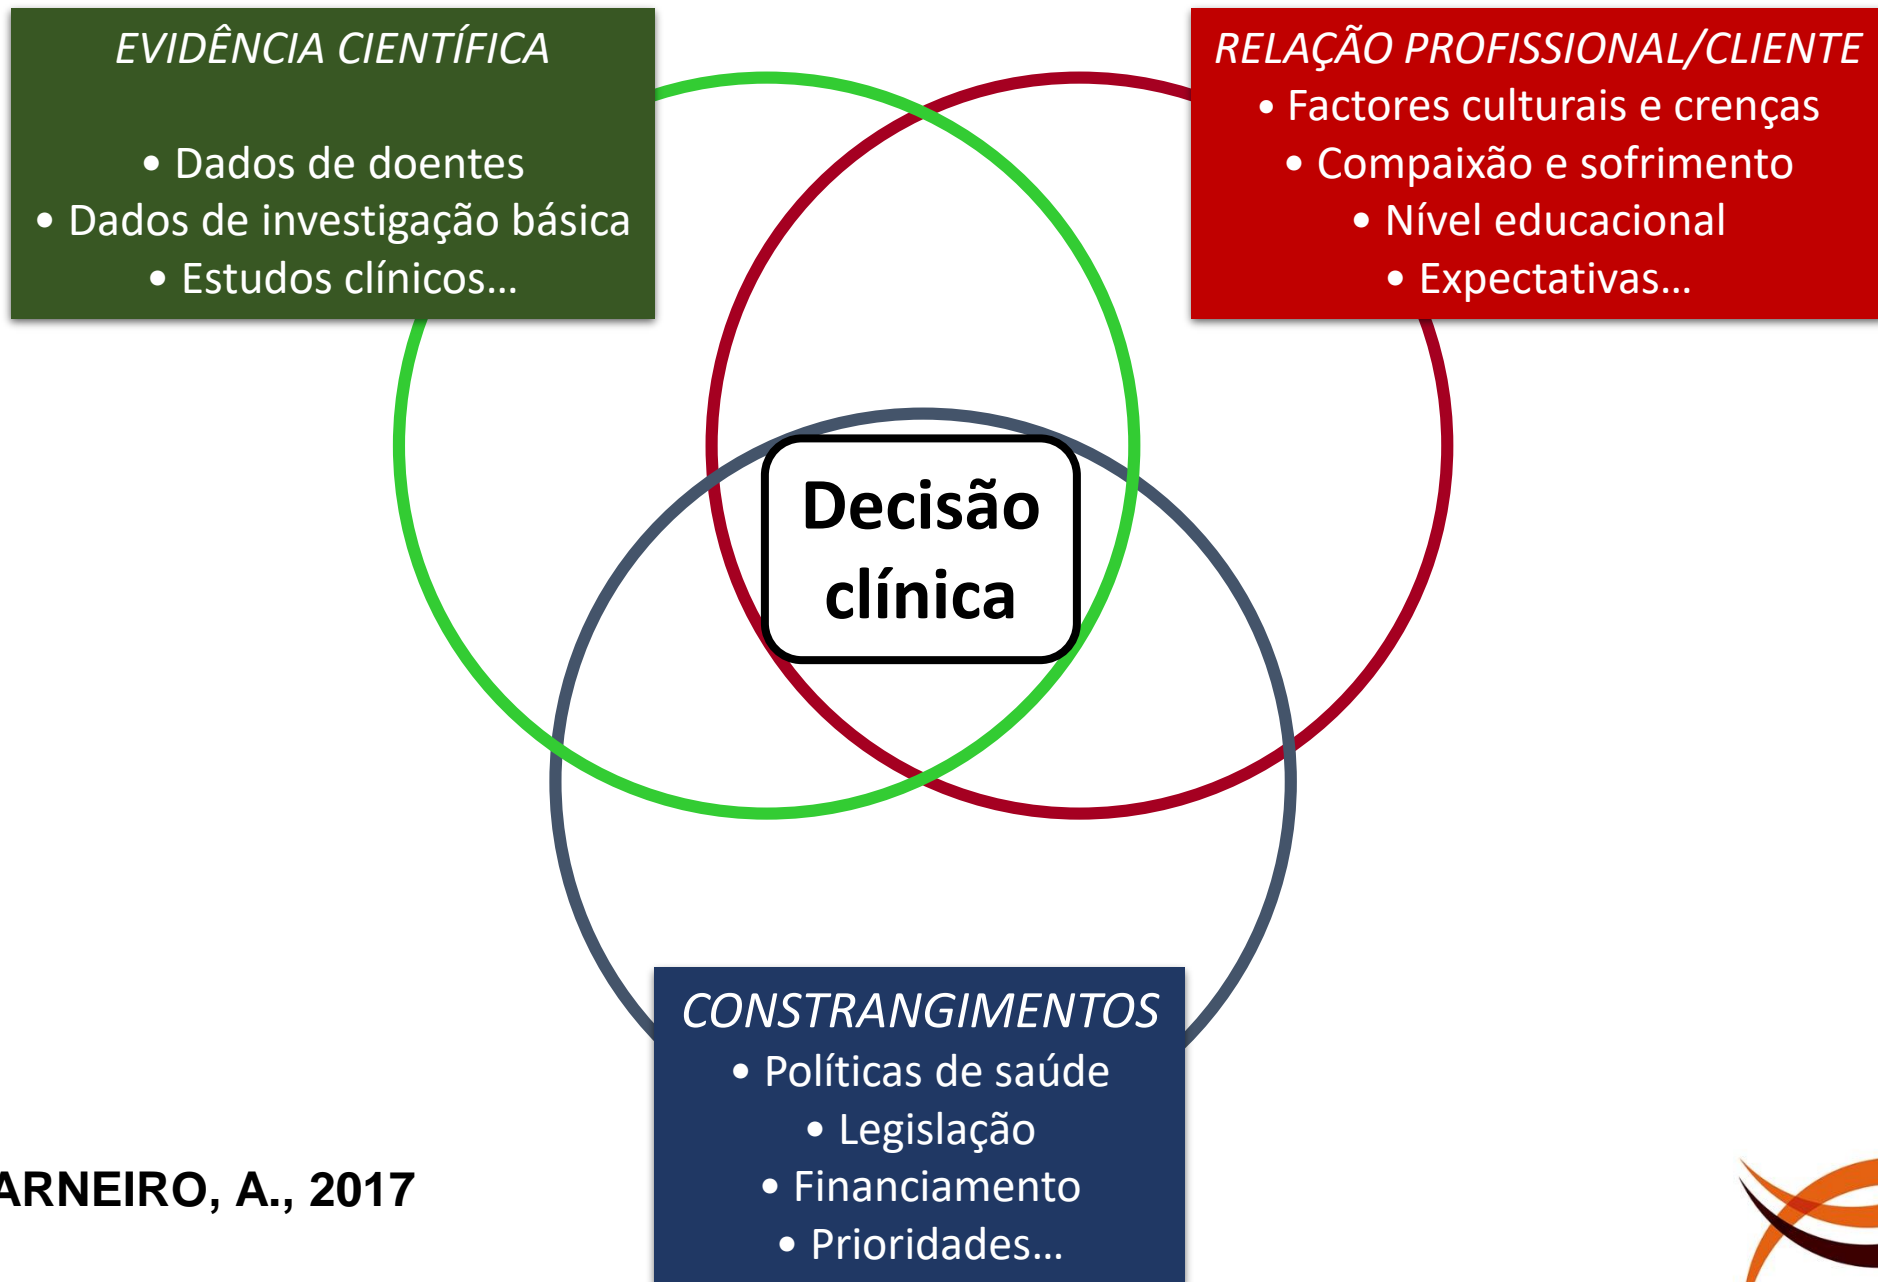 EVIDÊNCIA CIENTÍFICA
• Dados de doentes
• Dados de investigação básica
• Estudos clínicos...
RELAÇÃO PROFISSIONAL/CLIENTE
• Factores culturais e crenças
• Compaixão e sofrimento
• Nível educacional
• Expectativas...
Decisão
clínica
CONSTRANGIMENTOS
• Políticas de saúde
• Legislação
• Financiamento
• Prioridades...
ARNEIRO, A., 2017